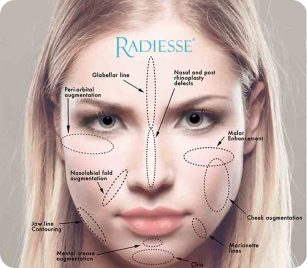 RADIESSE®
Glabellar line
Nasal and post
rhinoplasty
defects
Peri-orbital
augmentation
Malar
Enhancement
Nasolabial fold
augmentation
Cheek augmentation
Jaw line
Contouring
Marionette
lines
Mental crease
augmentation
Chin